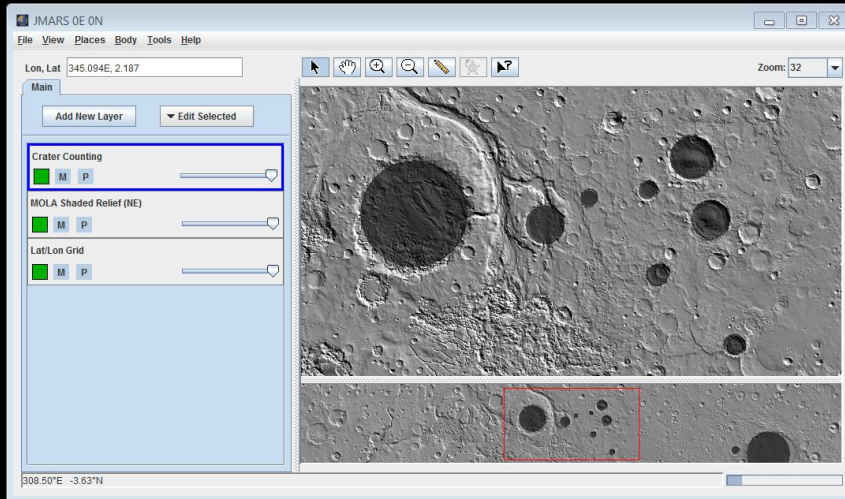 JMARS 0E 0N
File View Places Body Tools Help
Lon, Lat 345.094E, 2.187
Zoom: 32
Main
Add New Layer
Edit Selected
Crater Counting
M P
MOLA Shaded Relief (NE)
M P
Lat/Lon Grid
M P
308.50°E -3.63°N